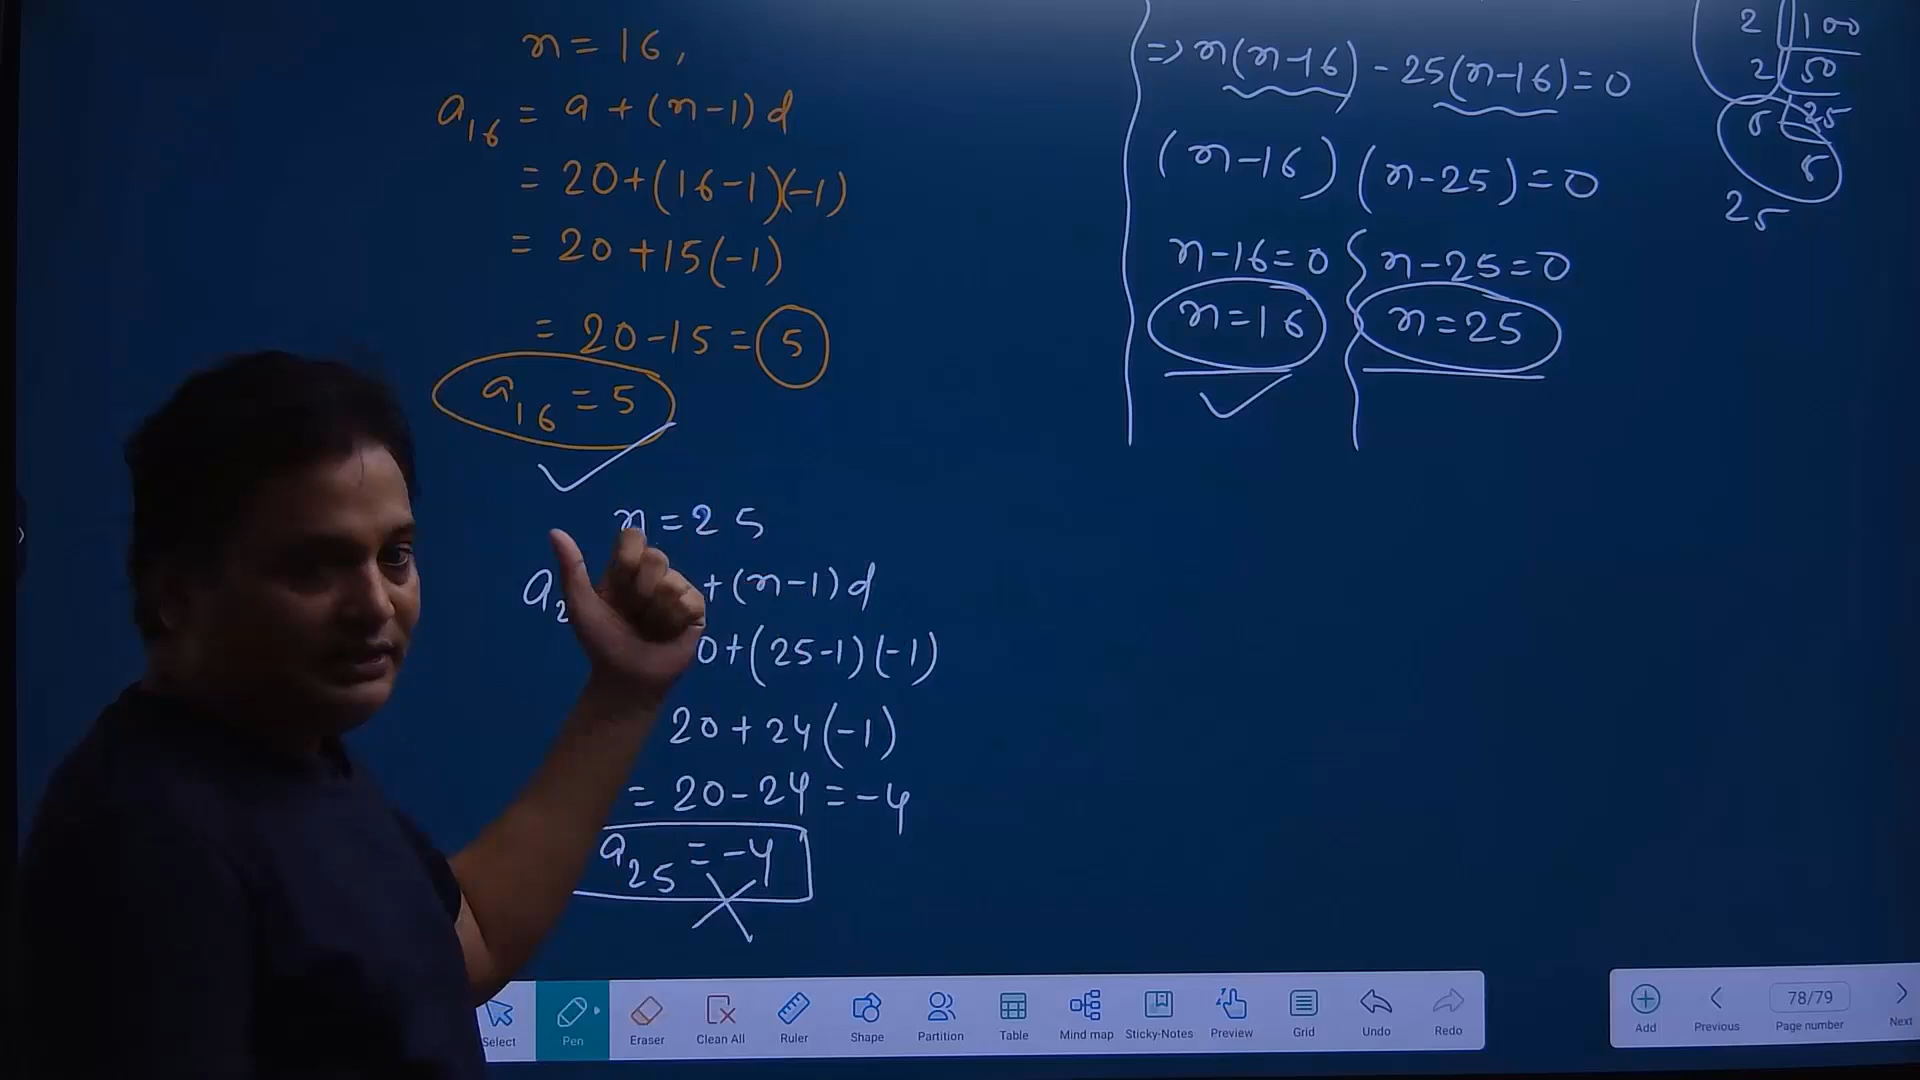 n = 16,
a16 = a + (n-1)d
= 20+(16-1)(-1)
= 20+15(-1)
= 20-15 = 5
a16 = 5
n = 25
a2 + (n-1)d
0+(25-1)(-1)
20+24(-1)
= 20-24 = -4
a25 = -4
=> n(n-16) - 25(n-16) = 0
(n-16) (n-25) = 0
n-16=0 n-25=0
n=16 n=25
2 100
2 50
5 25
5
25
Select Pen Eraser Clean All Ruler Shape Partition Table Mind map Sticky-Notes Preview Grid Undo Redo
Add Previous 78/79 Page number Next